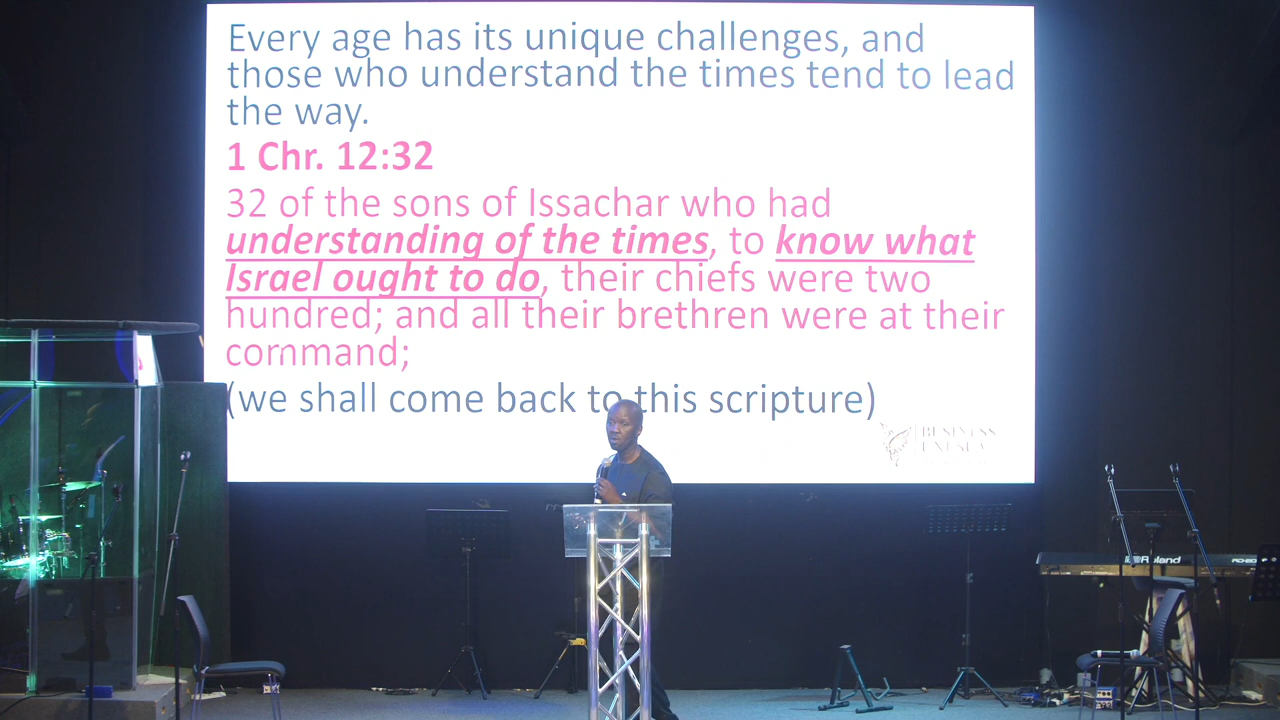 Every age has its unique challenges, and
those who understand the times tend to lead
the way.
1 Chr. 12:32
32 of the sons of Issachar who had
understanding of the times, to know what
Israel ought to do, their chiefs were two
hundred; and all their brethren were at their
command;
(we shall come back to this scripture)
BUSINESS
Roland